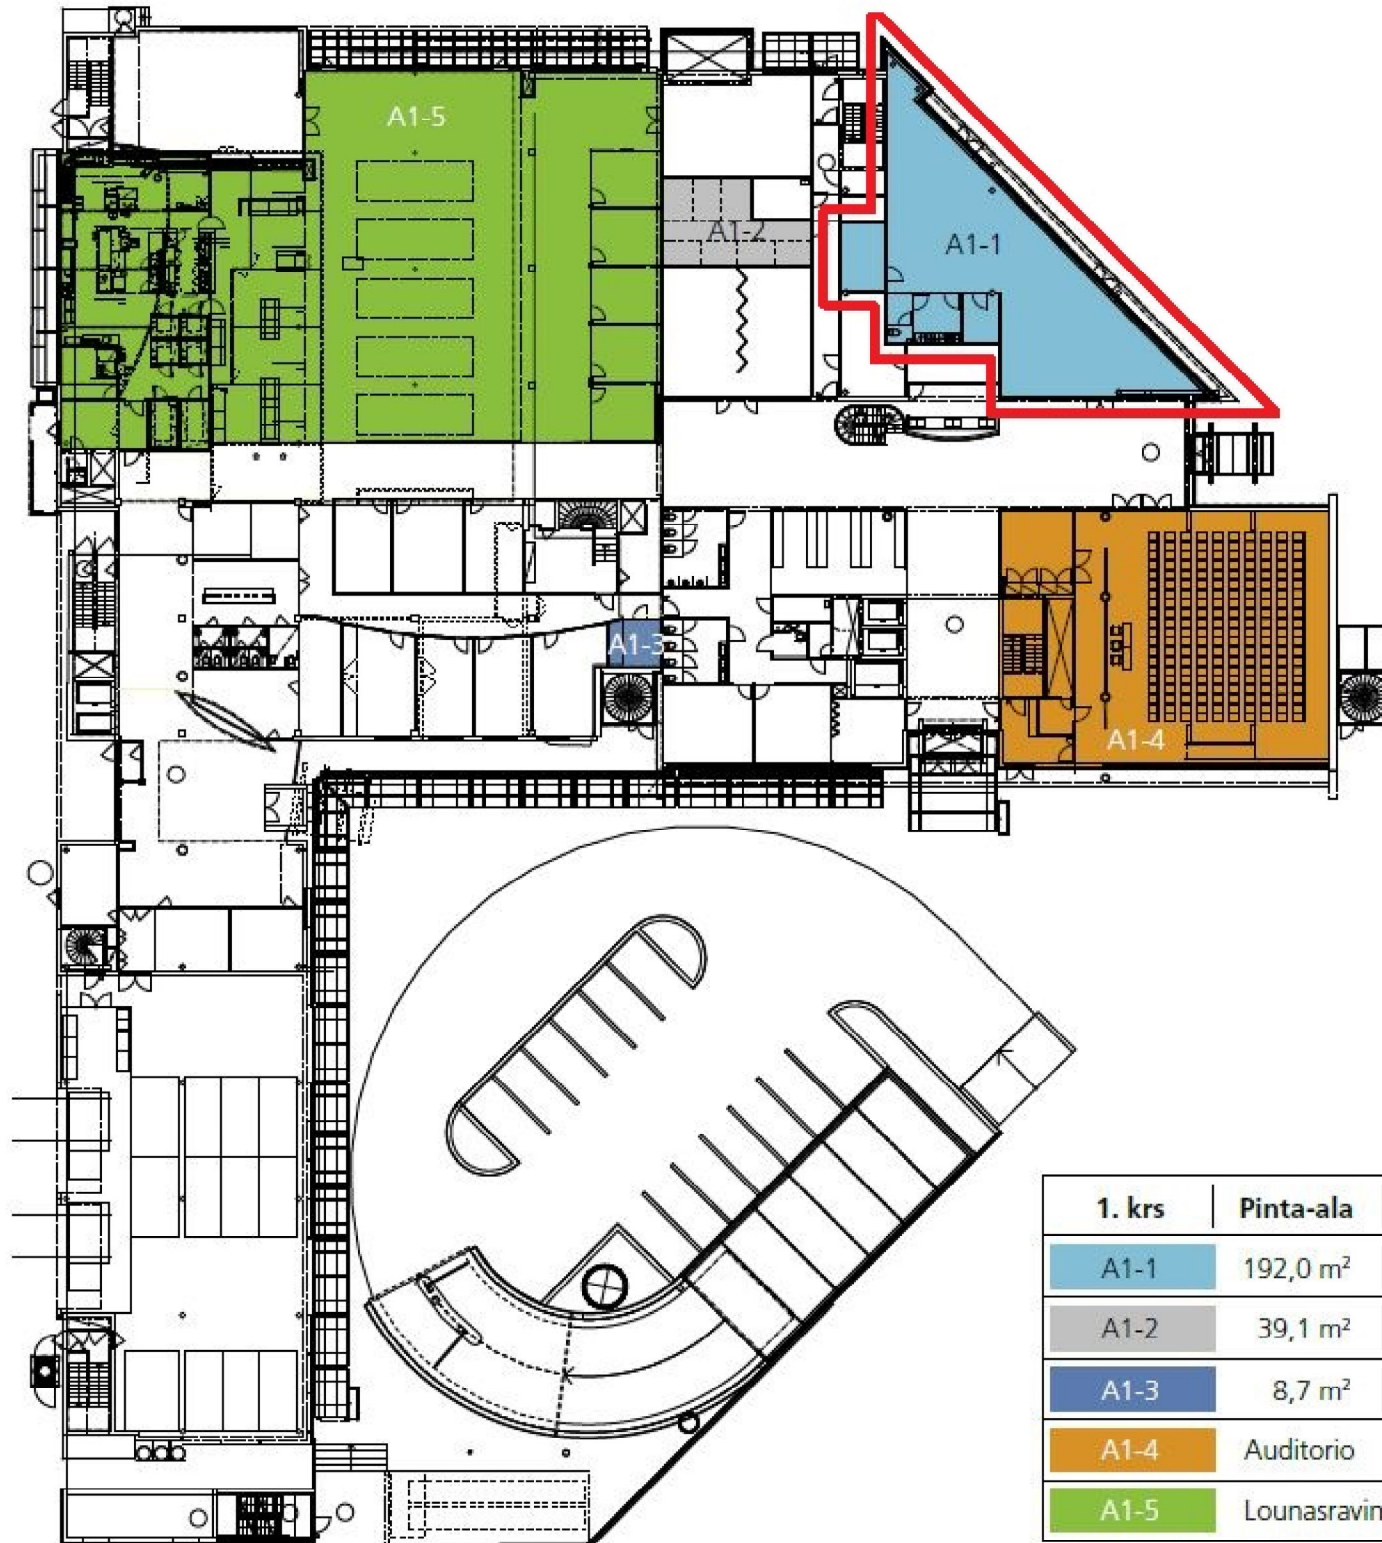 A1-5
A1-2
A1-1
A1-3
A1-4
1. krs Pinta-ala
A1-1 192,0 m²
A1-2 39,1 m²
A1-3 8,7 m²
A1-4 Auditorio
A1-5 Lounasravin